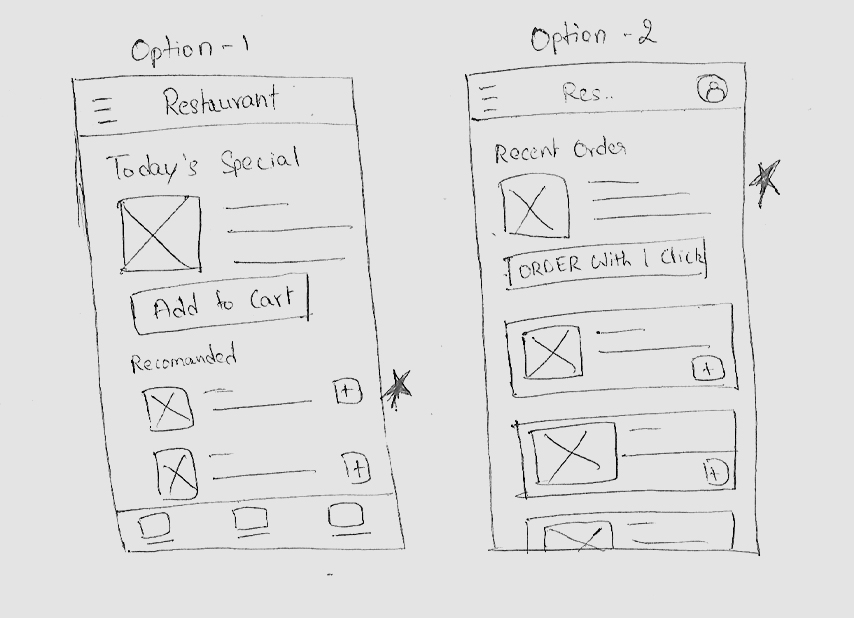 Option - 1
Restaurant
Today's Special
Add to Cart
Recomanded
+
+
Option - 2
Res..
Recent Order
ORDER With 1 Click
+
+